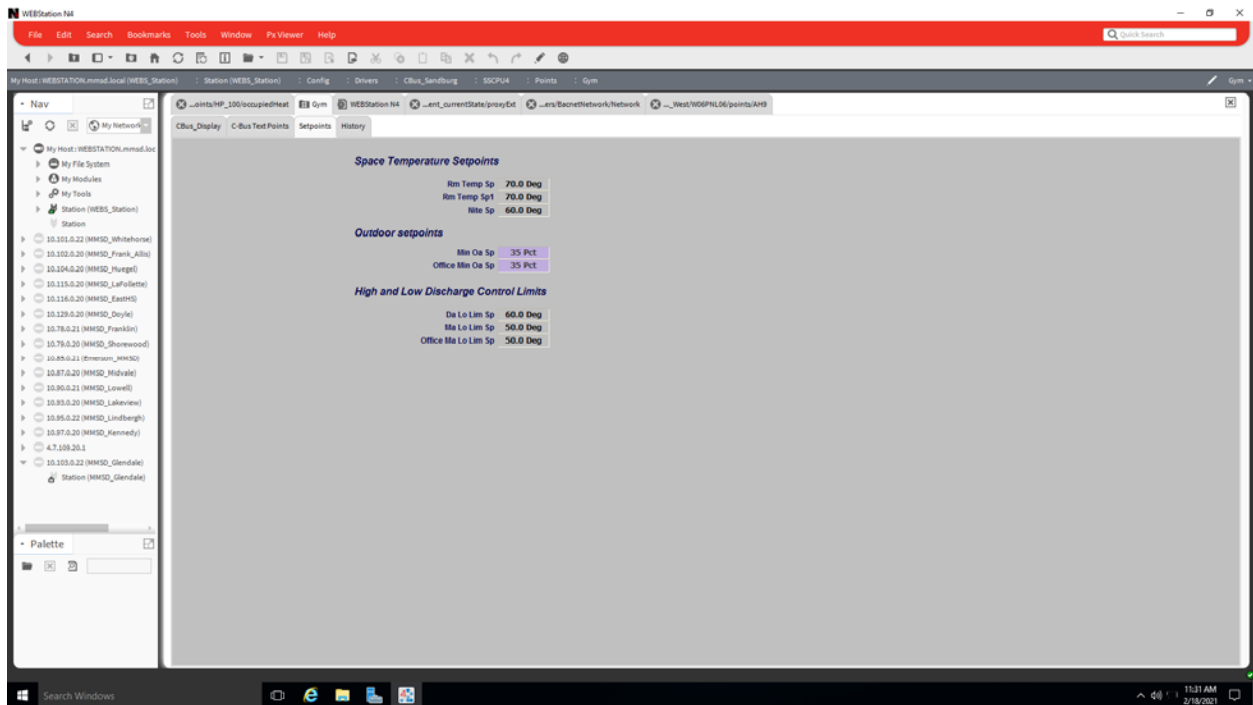 WEBStation N4
File Edit Search Bookmarks Tools Window Px Viewer Help
Quick Search
My Host : WEBSTATION.mmsd.local (WEBS_Station) : Station (WEBS_Station) : Config : Drivers : CBus_Sandburg : SSCPU4 : Points : Gym
Gym
Nav
My Network
My Host : WEBSTATION.mmsd.loc
My File System
My Modules
My Tools
Station (WEBS_Station)
Station
10.101.0.22 (MMSD_Whitehorse)
10.102.0.20 (MMSD_Frank_Allis)
10.104.0.20 (MMSD_Huegel)
10.115.0.20 (MMSD_LaFollette)
10.116.0.20 (MMSD_EastHS)
10.129.0.20 (MMSD_Doyle)
10.78.0.21 (MMSD_Franklin)
10.79.0.20 (MMSD_Shorewood)
10.85.0.21 (Emerson_MMSD)
10.87.0.20 (MMSD_Midvale)
10.90.0.21 (MMSD_Lowell)
10.93.0.20 (MMSD_Lakeview)
10.95.0.22 (MMSD_Lindbergh)
10.97.0.20 (MMSD_Kennedy)
4.7.109.20.1
10.103.0.22 (MMSD_Glendale)
Station (MMSD_Glendale)
Palette
...oints/HP_100/occupiedHeat Gym WEBStation N4 ...ent_currentState/proxyExt ...ers/BacnetNetwork/Network ..._West/W06PNL06/points/AH9
CBus_Display C-Bus Text Points Setpoints History
Space Temperature Setpoints
Rm Temp Sp 70.0 Deg
Rm Temp Sp1 70.0 Deg
Nite Sp 60.0 Deg
Outdoor setpoints
Min Oa Sp 35 Pct
Office Min Oa Sp 35 Pct
High and Low Discharge Control Limits
Da Lo Lim Sp 60.0 Deg
Ma Lo Lim Sp 50.0 Deg
Office Ma Lo Lim Sp 50.0 Deg
Search Windows
11:31 AM
2/18/2021